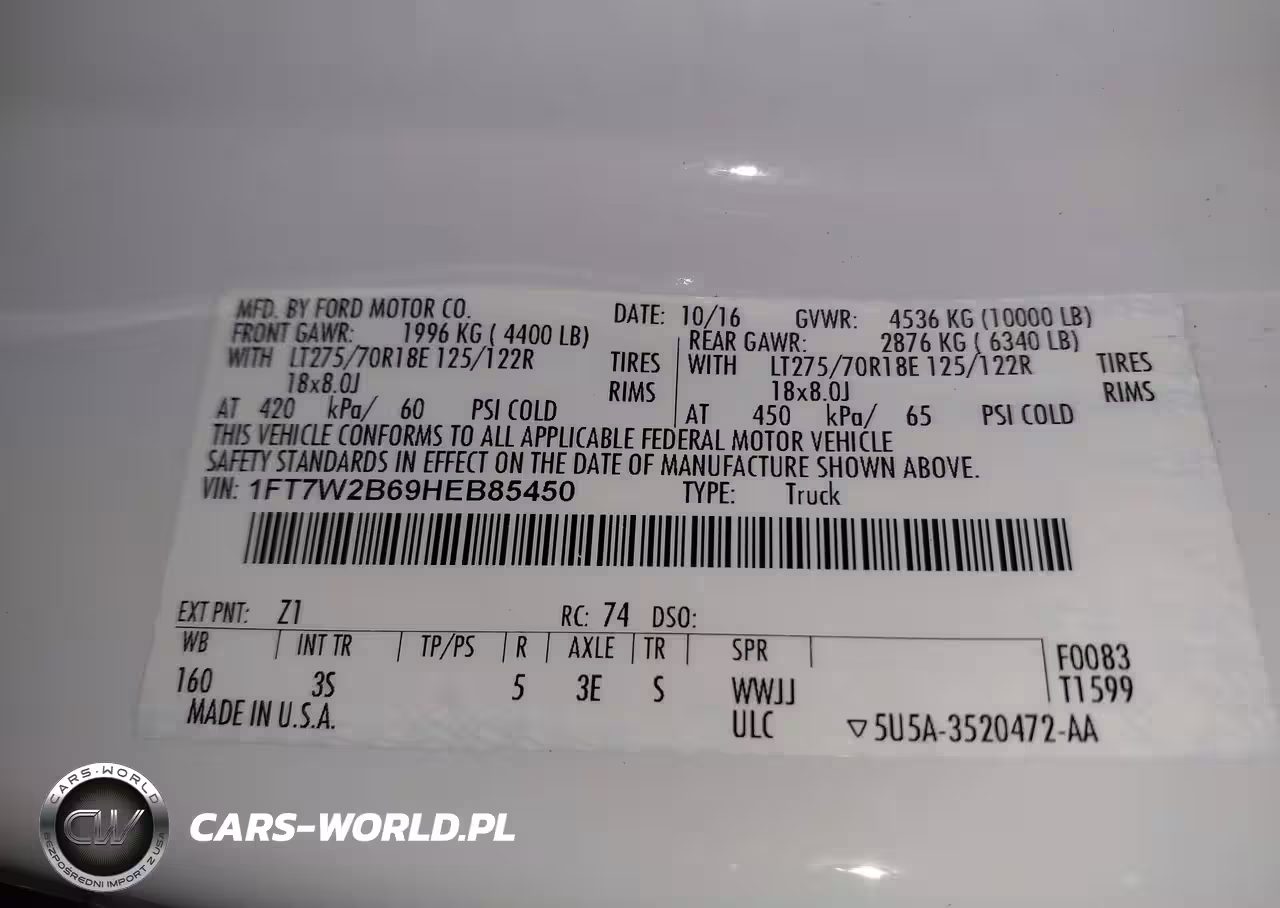 MFD. BY FORD MOTOR CO. DATE: 10/16 GVWR: 4536 KG (10000 LB)
FRONT GAWR: 1996 KG ( 4400 LB) REAR GAWR: 2876 KG ( 6340 LB)
WITH LT275/70R18E 125/122R TIRES WITH LT275/70R18E 125/122R TIRES
18x8.0J RIMS 18x8.0J RIMS
AT 420 kPa/ 60 PSI COLD AT 450 kPa/ 65 PSI COLD
THIS VEHICLE CONFORMS TO ALL APPLICABLE FEDERAL MOTOR VEHICLE
SAFETY STANDARDS IN EFFECT ON THE DATE OF MANUFACTURE SHOWN ABOVE.
VIN: 1FT7W2B69HEB85450 TYPE: Truck
EXT PNT: Z1 RC: 74 DSO:
WB INT TR TP/PS R AXLE TR SPR F0083
160 3S 5 3E S WWJJ T1599
MADE IN U.S.A. ULC ▽5U5A-3520472-AA
CARS-WORLD
CW
BEZPOŚREDNI IMPORT Z USA
CARS-WORLD.PL